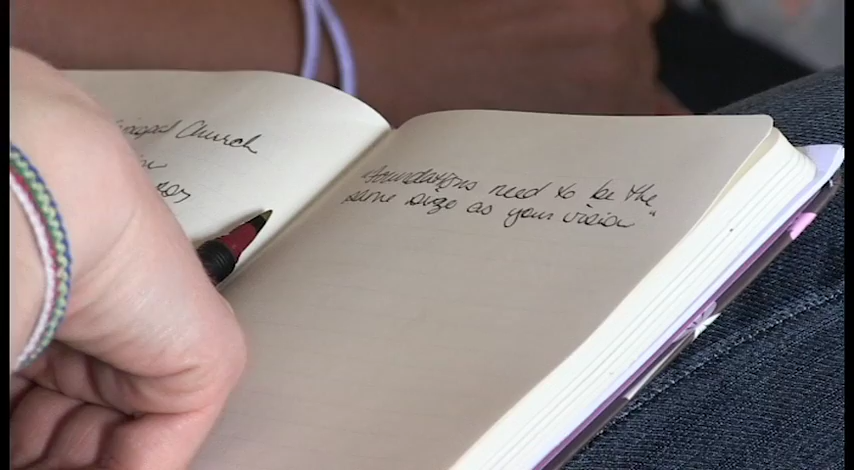 Church
"foundations need to be the
same size as your vision"